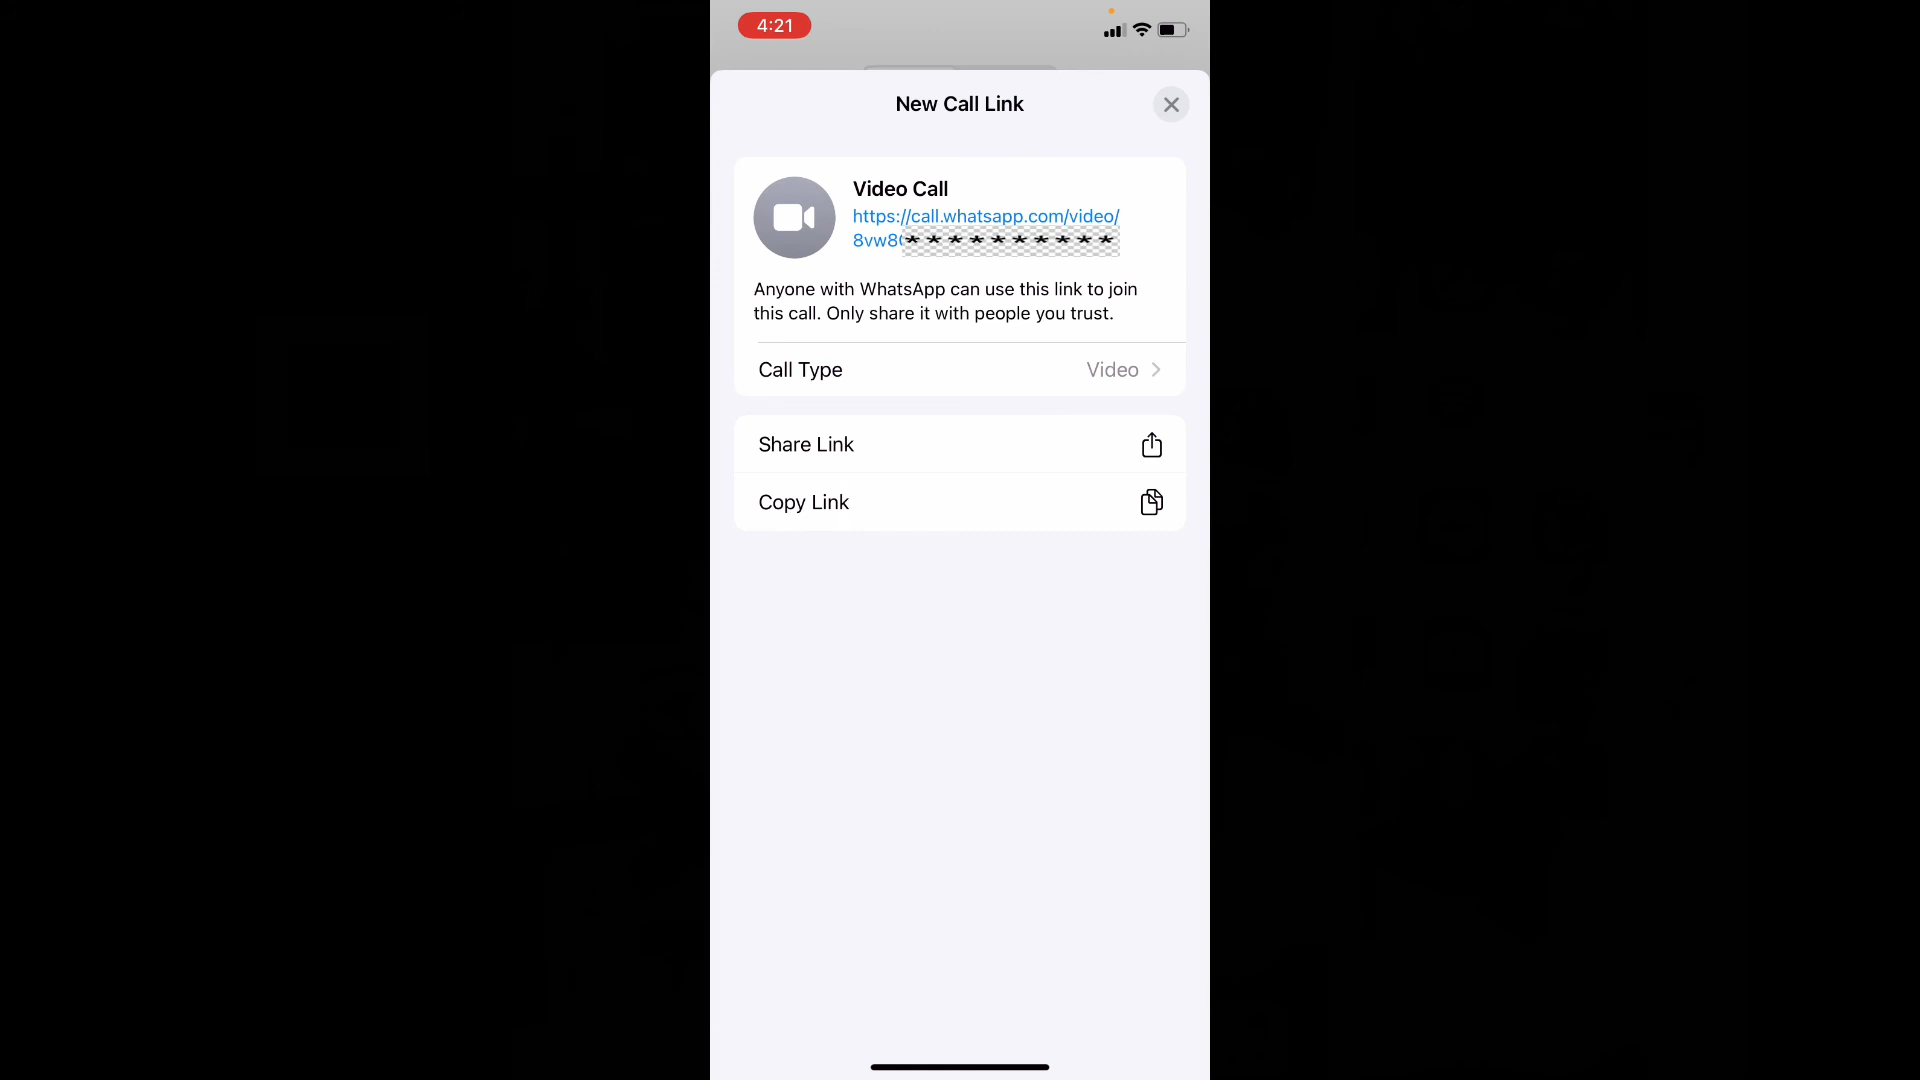 4:21
New Call Link
Video Call
https://call.whatsapp.com/video/
8vw8**********
Anyone with WhatsApp can use this link to join
this call. Only share it with people you trust.
Call Type Video
Share Link
Copy Link